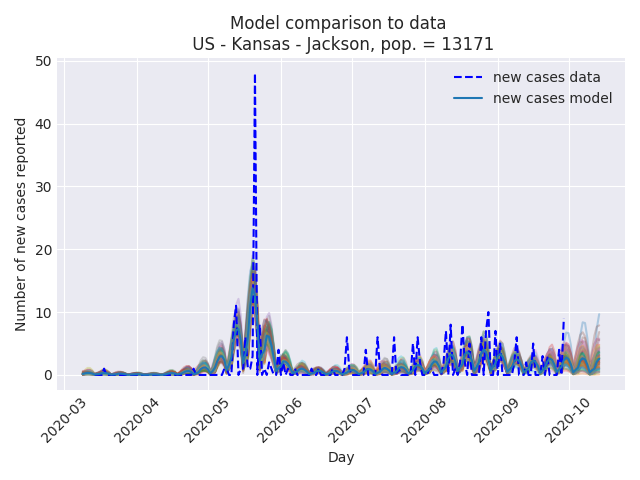 Model comparison to data
US - Kansas - Jackson, pop. = 13171
new cases data
new cases model
Number of new cases reported
50
40
30
20
10
0
2020-03
2020-04
2020-05
2020-06
2020-07
2020-08
2020-09
2020-10
Day